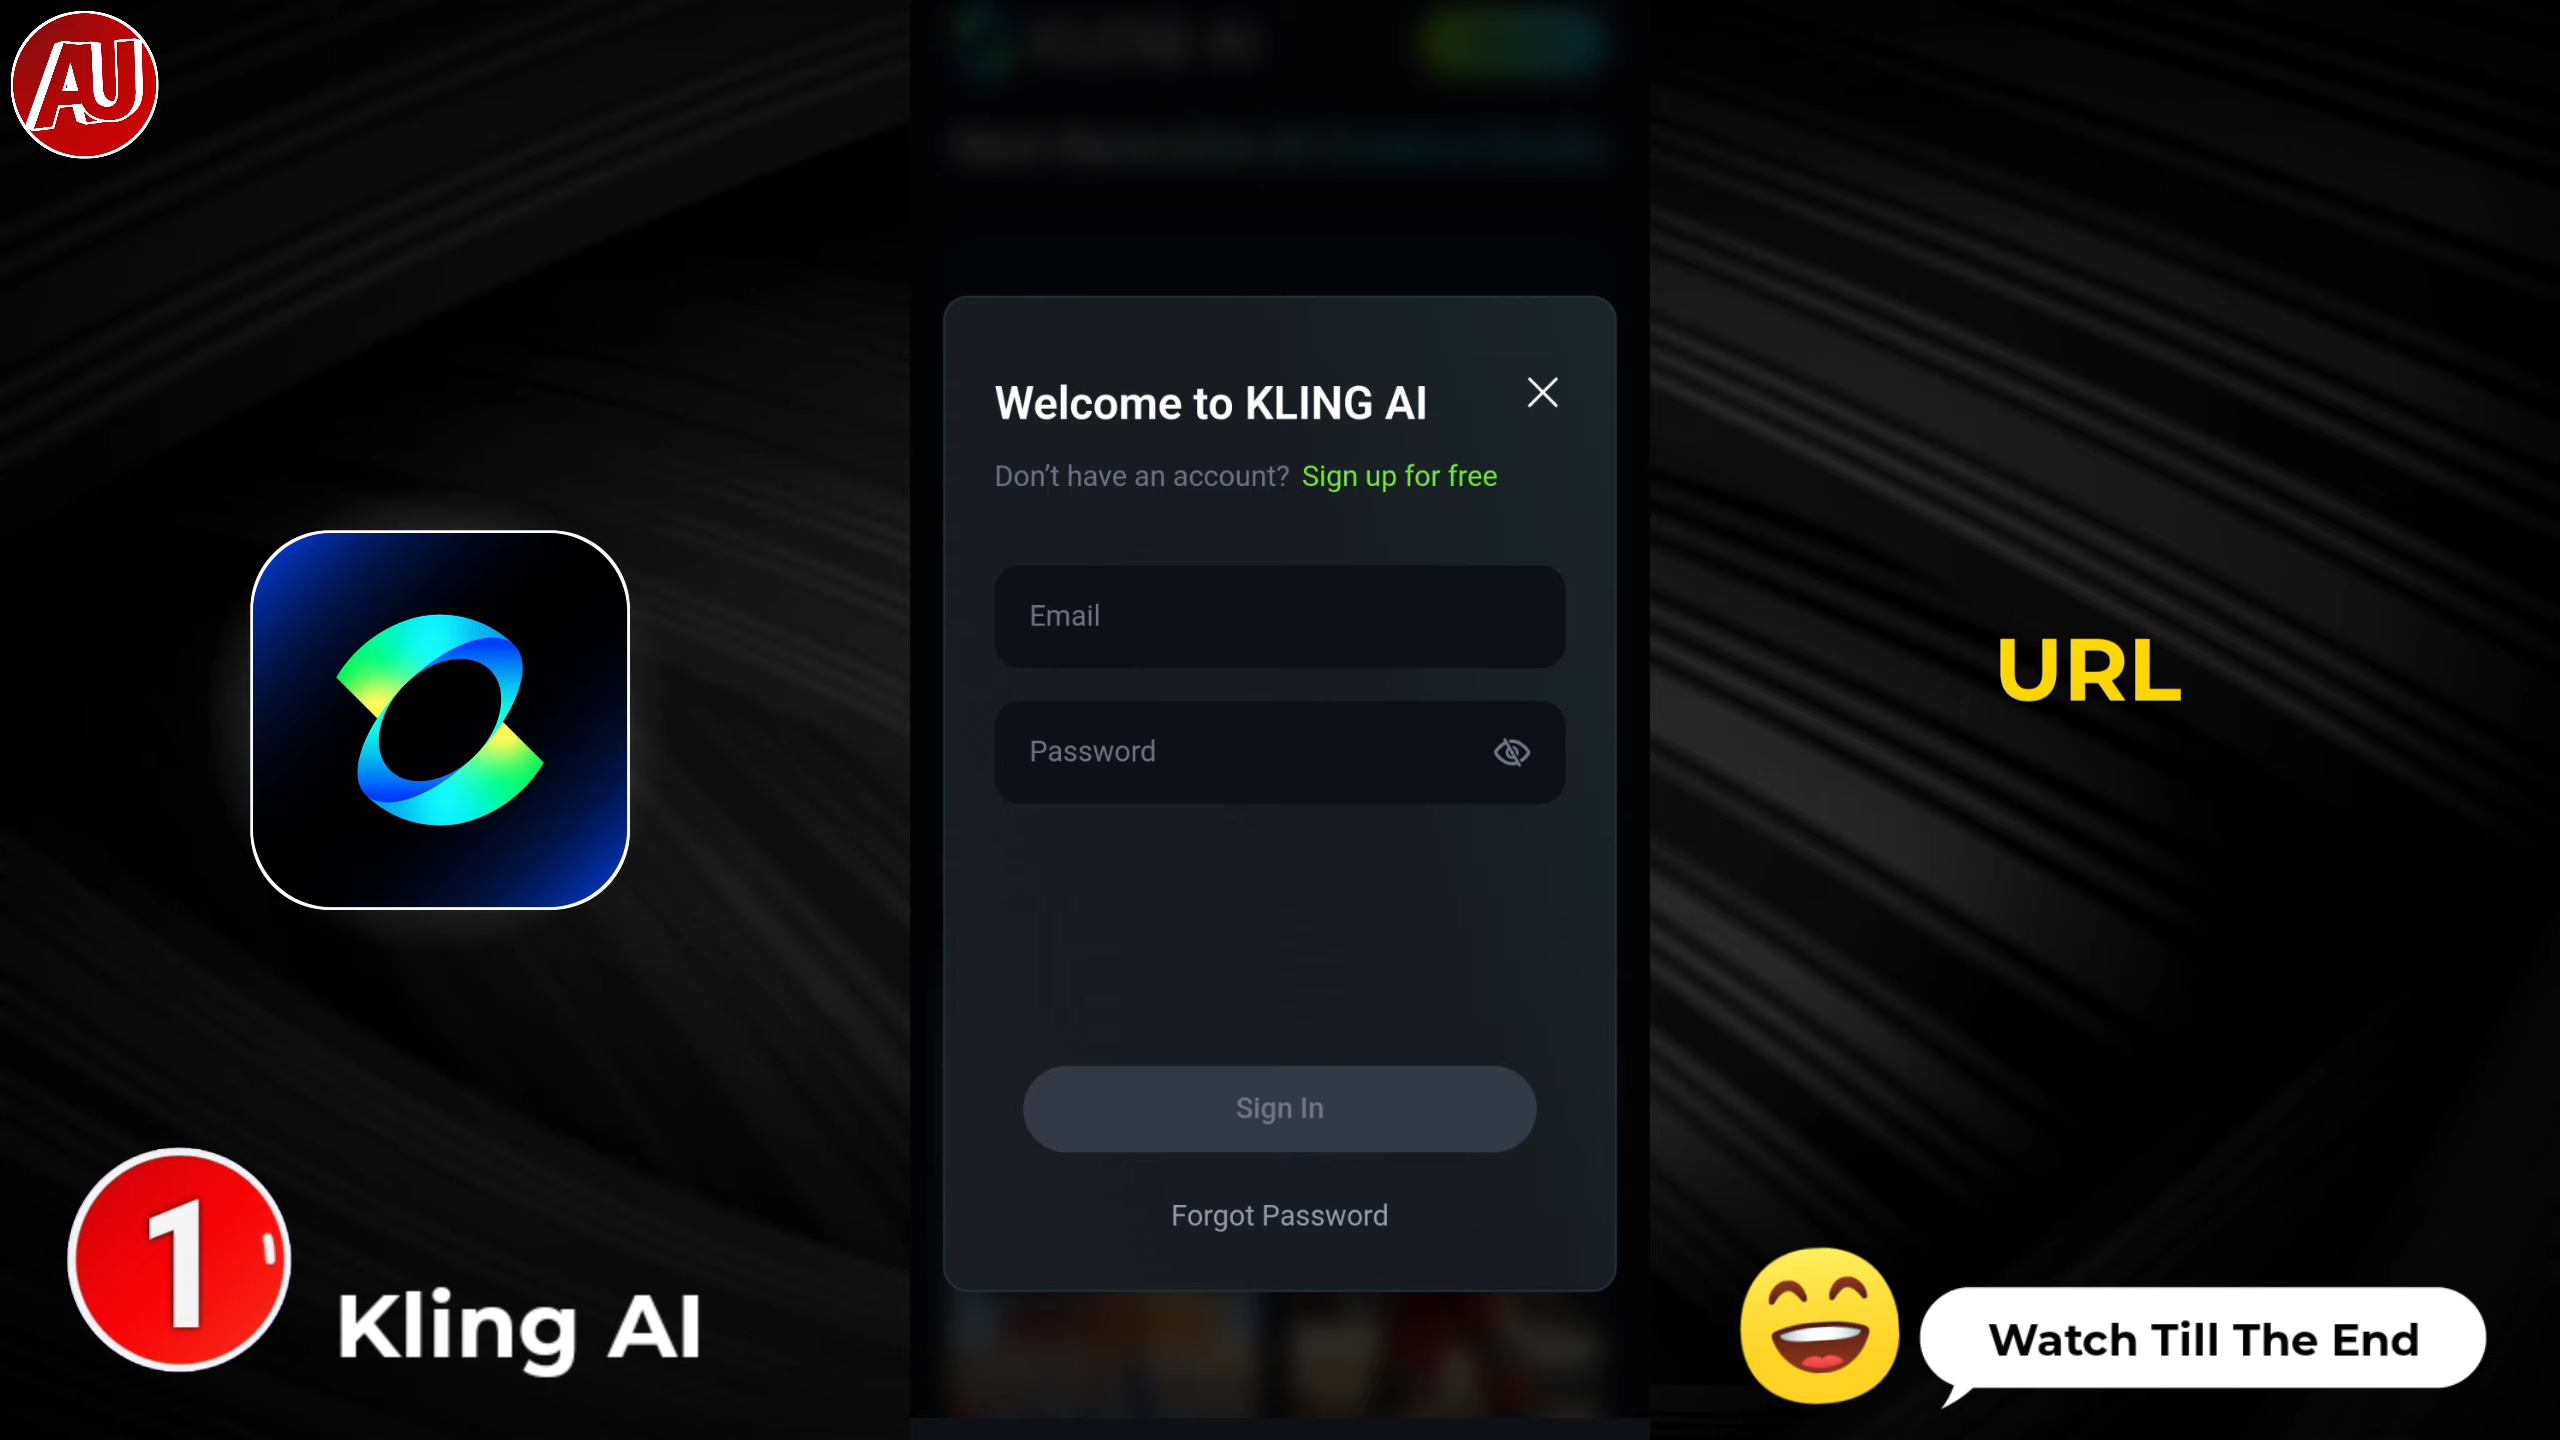 AU
Welcome to KLING AI
Don't have an account? Sign up for free
Email
Password
Sign In
Forgot Password
URL
1
Kling AI
Watch Till The End